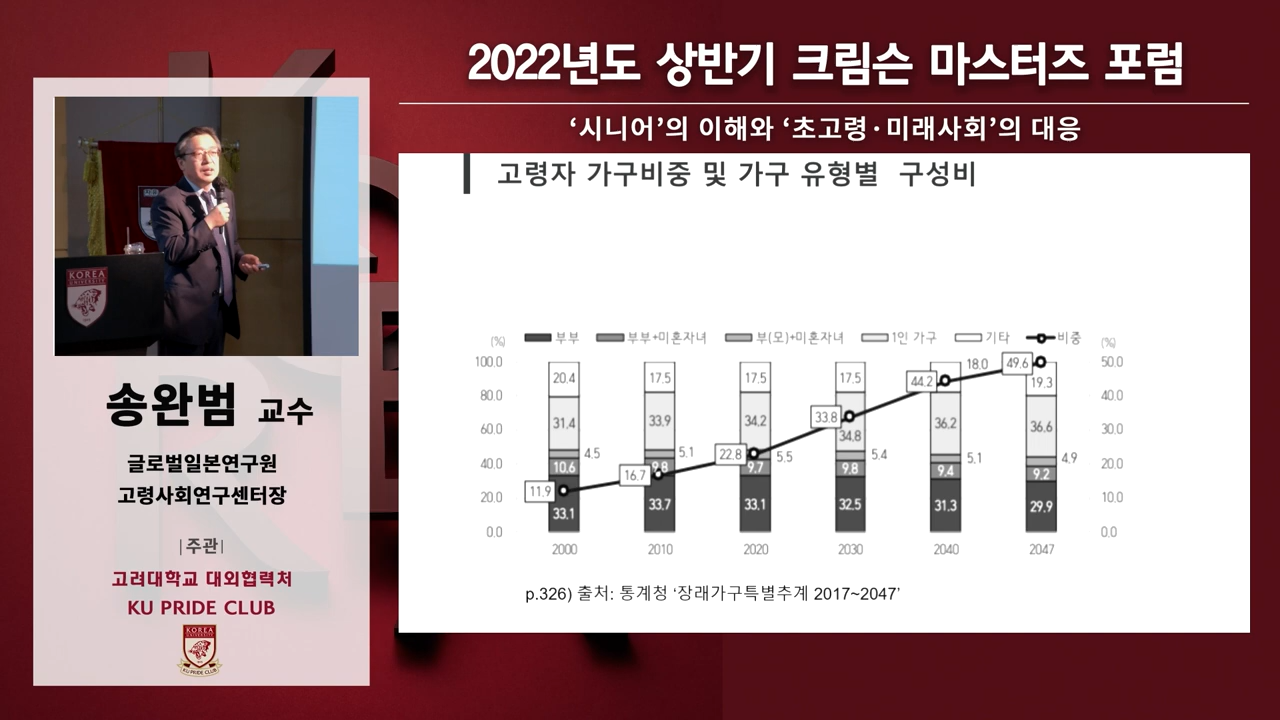 2022년도 상반기 크림슨 마스터즈 포럼
‘시니어’의 이해와 ‘초고령·미래사회’의 대응
KOREA
UNIVERSITY
송완범 교수
글로벌일본연구원
고령사회연구센터장
|주관|
고려대학교 대외협력처
KU PRIDE CLUB
KOREA
UNIVERSITY
KU PRIDE CLUB
고령자 가구비중 및 가구 유형별 구성비
(%) 부부 부부+미혼자녀 부(모)+미혼자녀 1인 가구 기타 비중 (%)
100.0 80.0 60.0 40.0 20.0 0.0
20.4 31.4 4.5 10.6 11.9 33.1
17.5 33.9 5.1 9.8 16.7 33.7
17.5 34.2 5.5 22.8 9.7 33.1
17.5 33.8 34.8 5.4 9.8 32.5
18.0 44.2 36.2 5.1 9.4 31.3
49.6 19.3 36.6 4.9 9.2 29.9
50.0 40.0 30.0 20.0 10.0 0.0
2000 2010 2020 2030 2040 2047
p.326) 출처: 통계청 ‘장래가구특별추계 2017~2047’